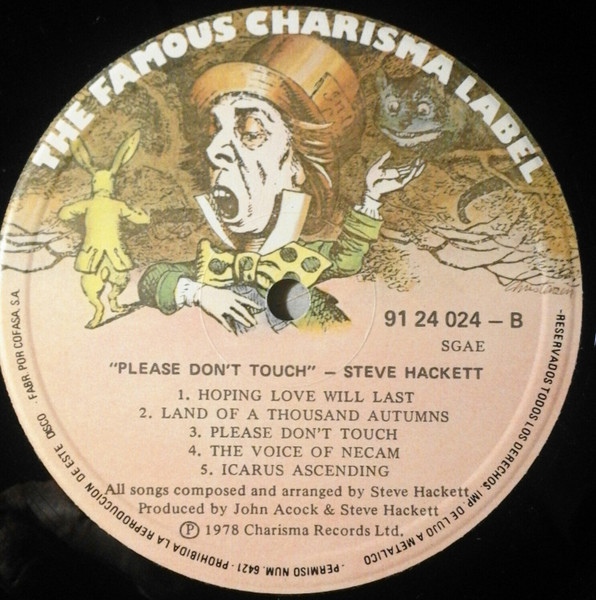 THE FAMOUS CHARISMA LABEL
91 24 024 – B
SGAE
"PLEASE DON'T TOUCH" – STEVE HACKETT
1. HOPING LOVE WILL LAST
2. LAND OF A THOUSAND AUTUMNS
3. PLEASE DON'T TOUCH
4. THE VOICE OF NECAM
5. ICARUS ASCENDING
All songs composed and arranged by Steve Hackett
Produced by John Acock & Steve Hackett
Ⓟ 1978 Charisma Records Ltd.
-RESERVADOS TODOS LOS DERECHOS. IMP. DE LUJO A METALICO
-PERMISO NUM. 6421 - PROHIBIDA LA REPRODUCCION DE ESTE DISCO - FABR. POR COFASA. S.A.